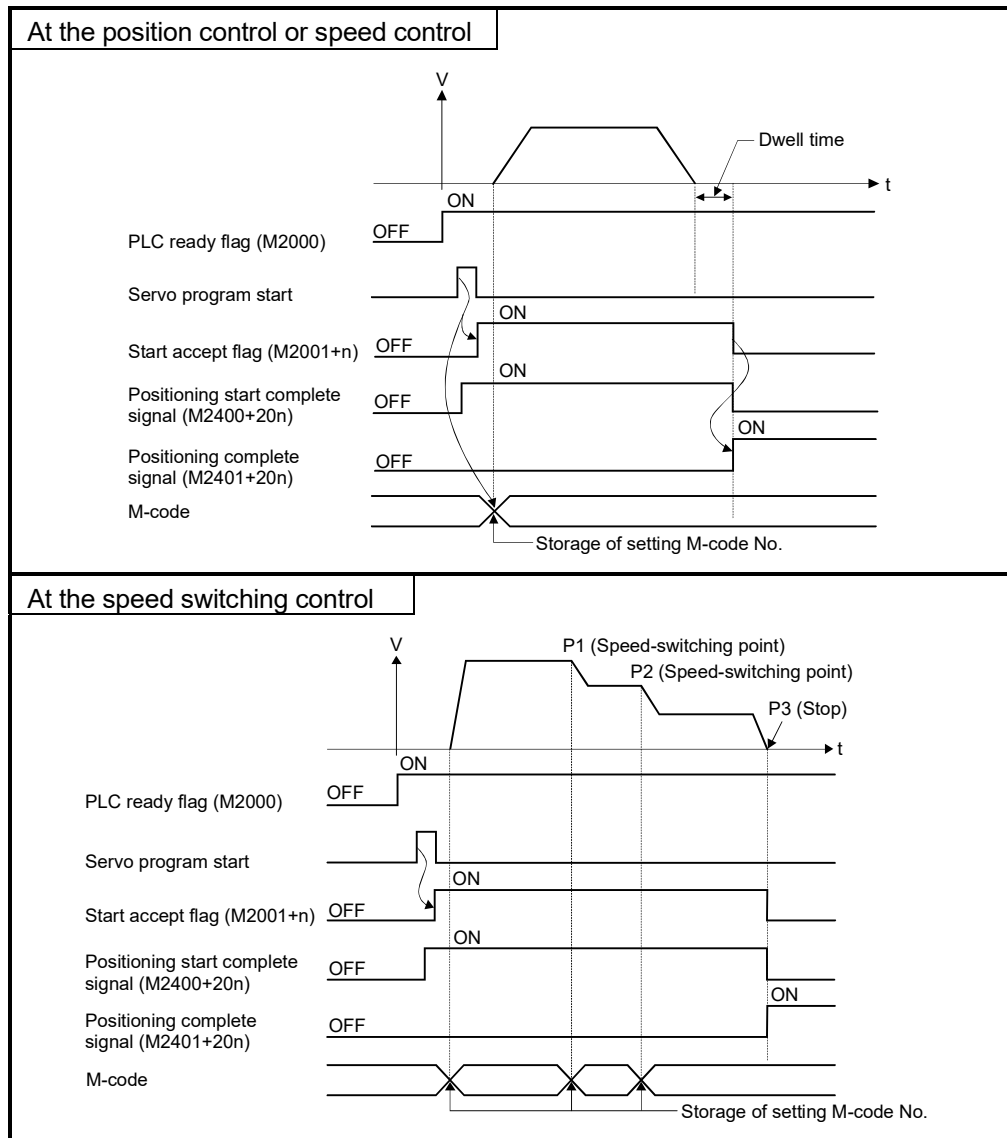 At the position control or speed control
V
Dwell time
t
ON
OFF
PLC ready flag (M2000)
Servo program start
ON
Start accept flag (M2001+n)
OFF
ON
Positioning start complete
signal (M2400+20n)
OFF
ON
Positioning complete
signal (M2401+20n)
OFF
M-code
Storage of setting M-code No.
At the speed switching control
V
P1 (Speed-switching point)
P2 (Speed-switching point)
P3 (Stop)
t
ON
OFF
PLC ready flag (M2000)
Servo program start
ON
Start accept flag (M2001+n)
OFF
ON
Positioning start complete
signal (M2400+20n)
OFF
ON
Positioning complete
signal (M2401+20n)
OFF
M-code
Storage of setting M-code No.